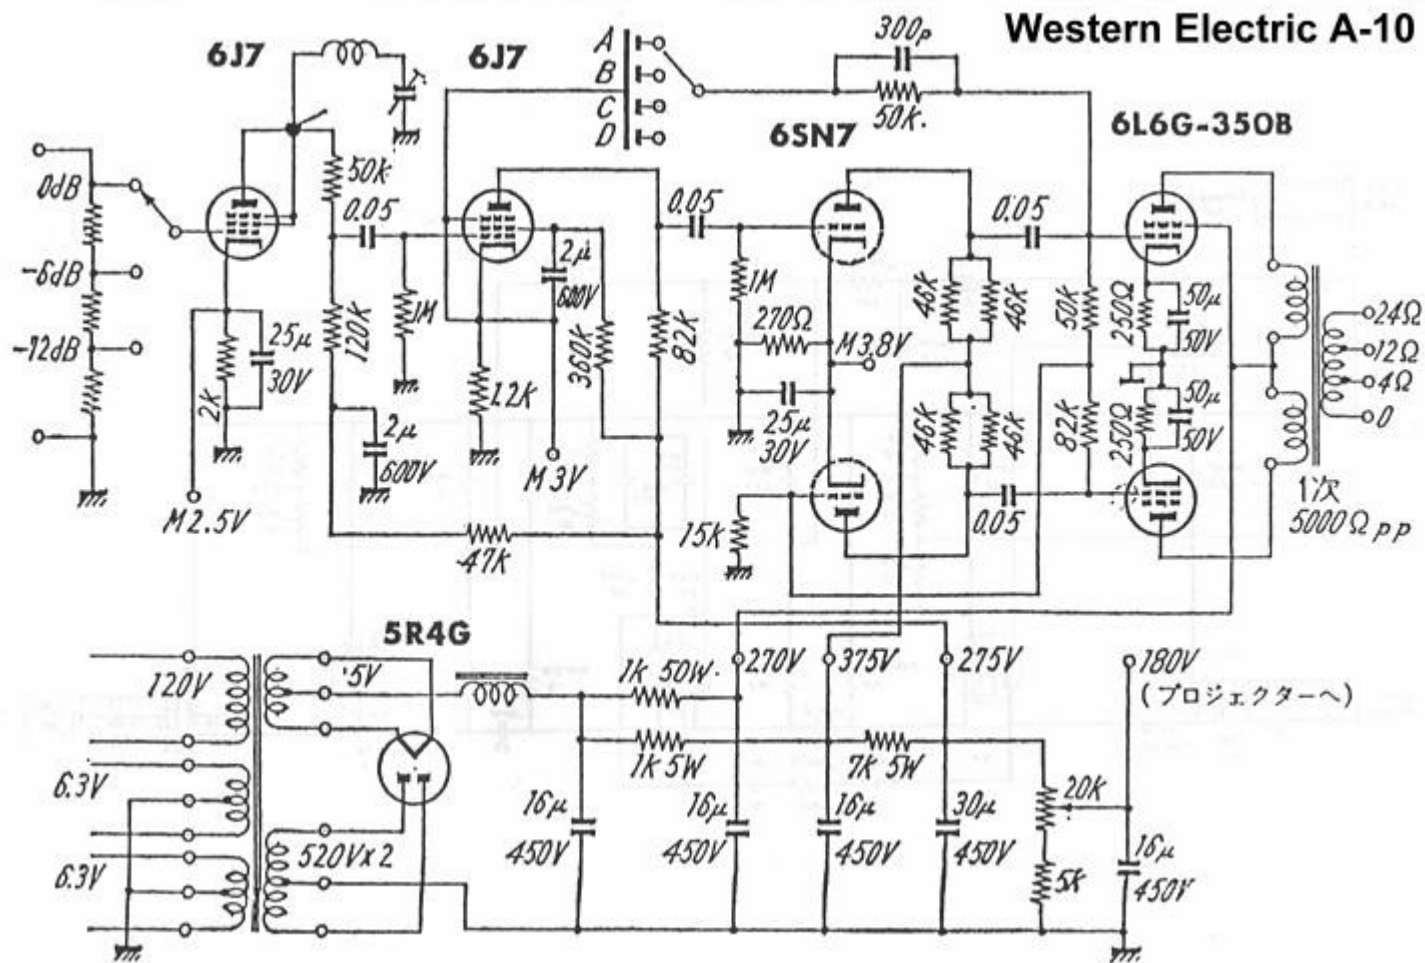 Western Electric A-10
6J7
6J7
A
B
C
D
300p
50K.
6SN7
6L6G-350B
0dB
-6dB
-12dB
50k
0.05
120K
1M
2K
25μ
30V
2μ
600V
M2.5V
2μ
600V
360K
1.2K
M3V
47K
82K
0.05
1M
270Ω
M3.8V
25μ
30V
15K
46K
46K
46K
46K
0.05
0.05
50K
82K
250Ω
50μ
50V
250Ω
50μ
50V
24Ω
12Ω
4Ω
0
1次
5000Ω pp
5R4G
120V
5V
6.3V
6.3V
520V×2
1k 50W.
270V
375V
275V
180V
(プロジェクターへ)
1k 5W
7k 5W
20K
5K
16μ
450V
16μ
450V
16μ
450V
30μ
450V
16μ
450V